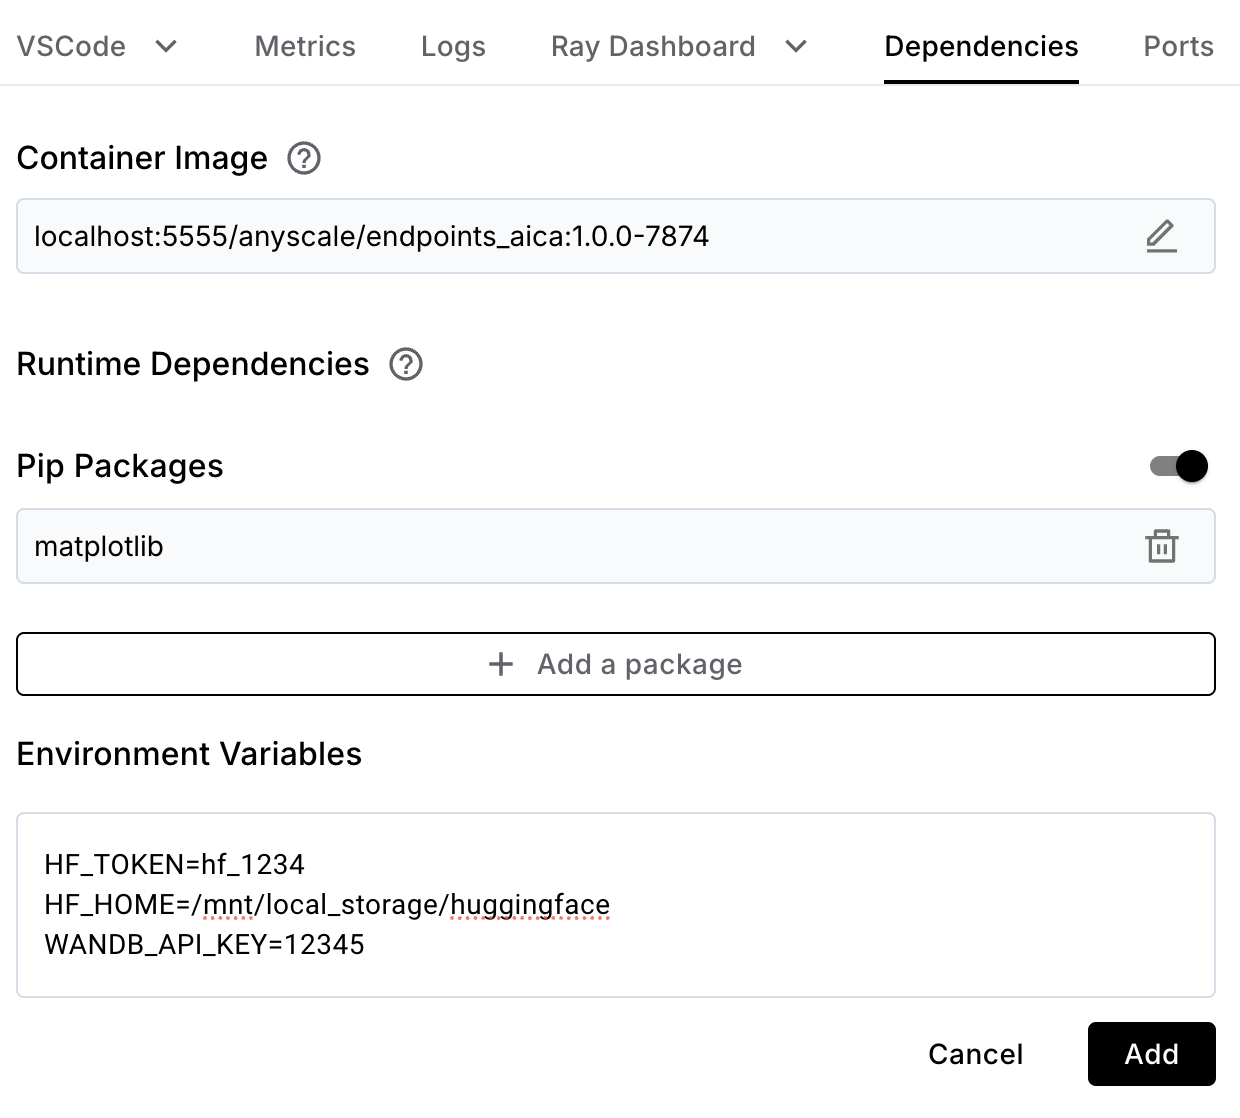 VSCode Metrics Logs Ray Dashboard Dependencies Ports
Container Image
localhost:5555/anyscale/endpoints_aica:1.0.0-7874
Runtime Dependencies
Pip Packages
matplotlib
Add a package
Environment Variables
HF_TOKEN=hf_1234
HF_HOME=/mnt/local_storage/huggingface
WANDB_API_KEY=12345
Cancel Add